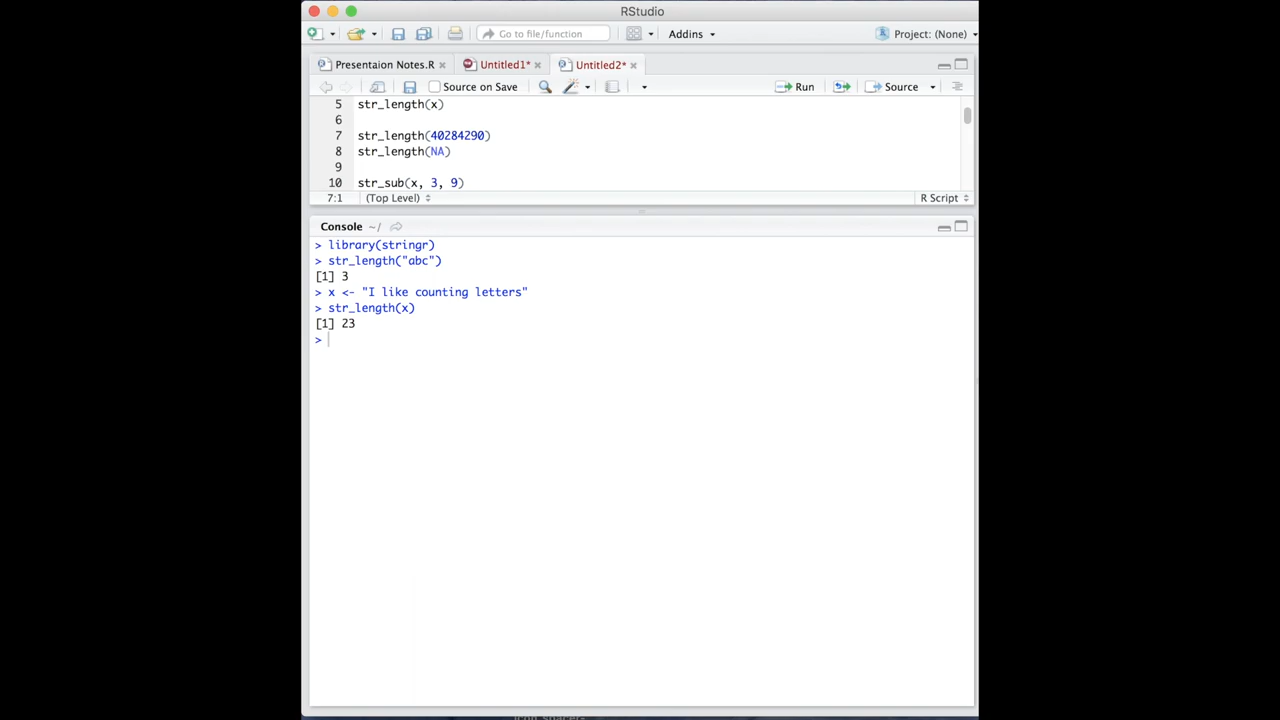 RStudio
Go to file/function
Addins
Project: (None)
Presentaion Notes.R
Untitled1*
Untitled2*
Source on Save
Run
Source
5 str_length(x)
6
7 str_length(40284290)
8 str_length(NA)
9
10 str_sub(x, 3, 9)
7:1 (Top Level) R Script
Console ~/
> library(stringr)
> str_length("abc")
[1] 3
> x <- "I like counting letters"
> str_length(x)
[1] 23
>